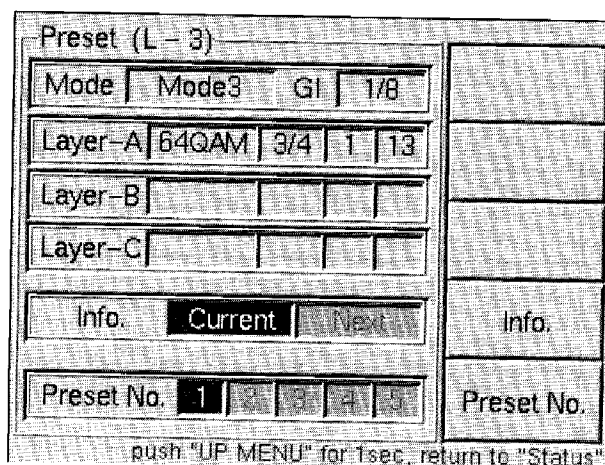 Preset (L – 3)
Mode Mode3 GI 1/8
Layer–A 64QAM 3/4 1 13
Layer–B
Layer–C
Info. Current Next Info.
Preset No. 1 2 3 4 5 Preset No.
push "UP MENU" for 1sec, return to "Status"